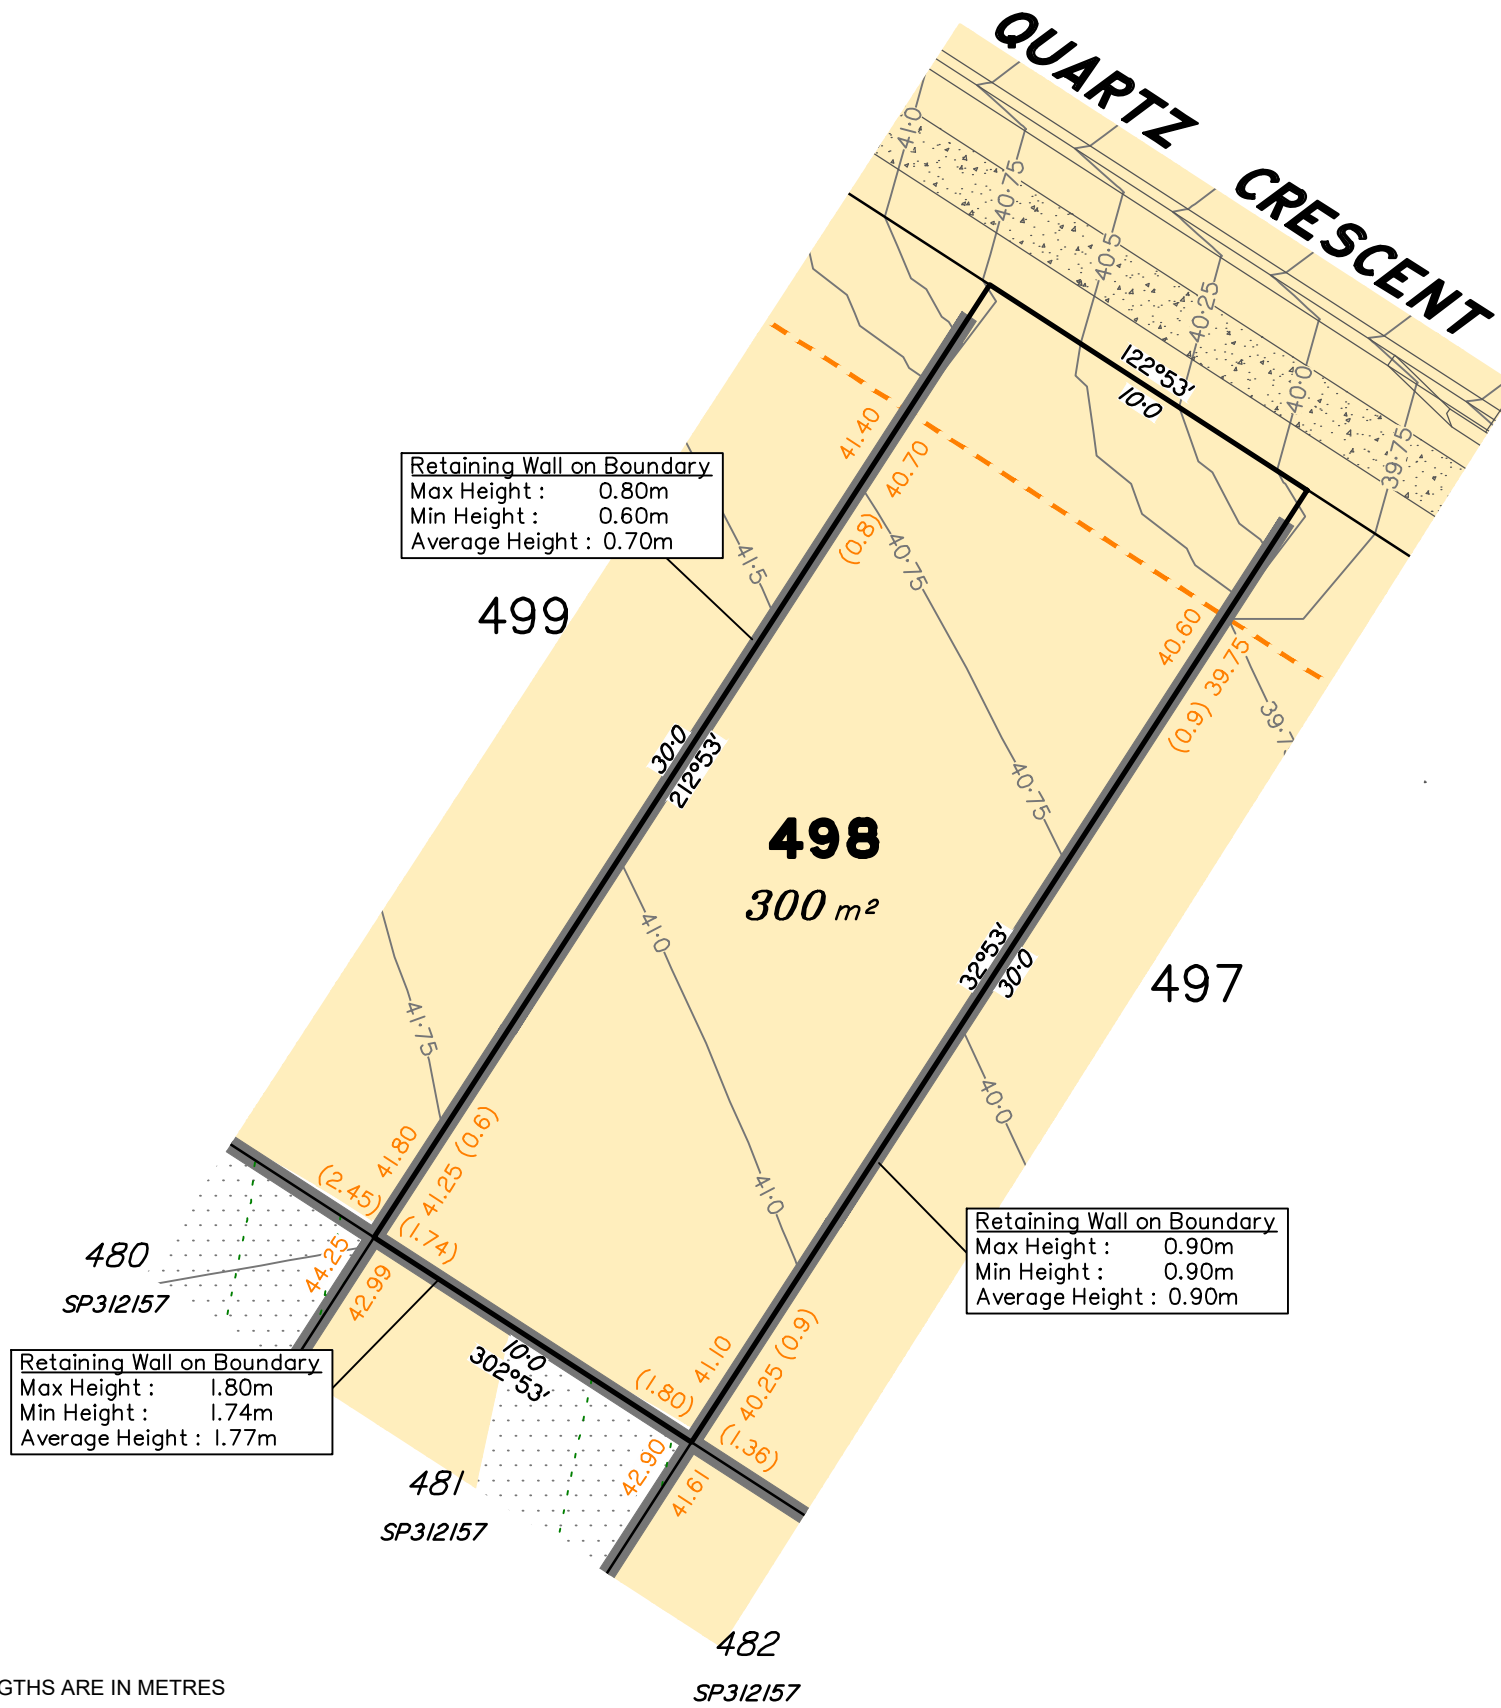 QUARTZ CRESCENT
41·0
40·75
40·5
40·25
40·0
39·75
122°53'
10·0
41.40
40.70
(0.8)
Retaining Wall on Boundary
Max Height : 0.80m
Min Height : 0.60m
Average Height : 0.70m
41·5
40·75
499
40.60
39.75
(0.9)
39·7
30·0
212°53'
40·75
498
300 m²
41·0
32°53'
30·0
497
41·75
40·0
41.80
41.25 (0.6)
(2.45)
(1.74)
41·0
480
SP312157
44.25
42.99
Retaining Wall on Boundary
Max Height : 0.90m
Min Height : 0.90m
Average Height : 0.90m
Retaining Wall on Boundary
Max Height : 1.80m
Min Height : 1.74m
Average Height : 1.77m
10·0
302°53'
41.10
40.25 (0.9)
(1.80)
(1.36)
42.90
41.61
481
SP312157
482
SP312157
GTHS ARE IN METRES